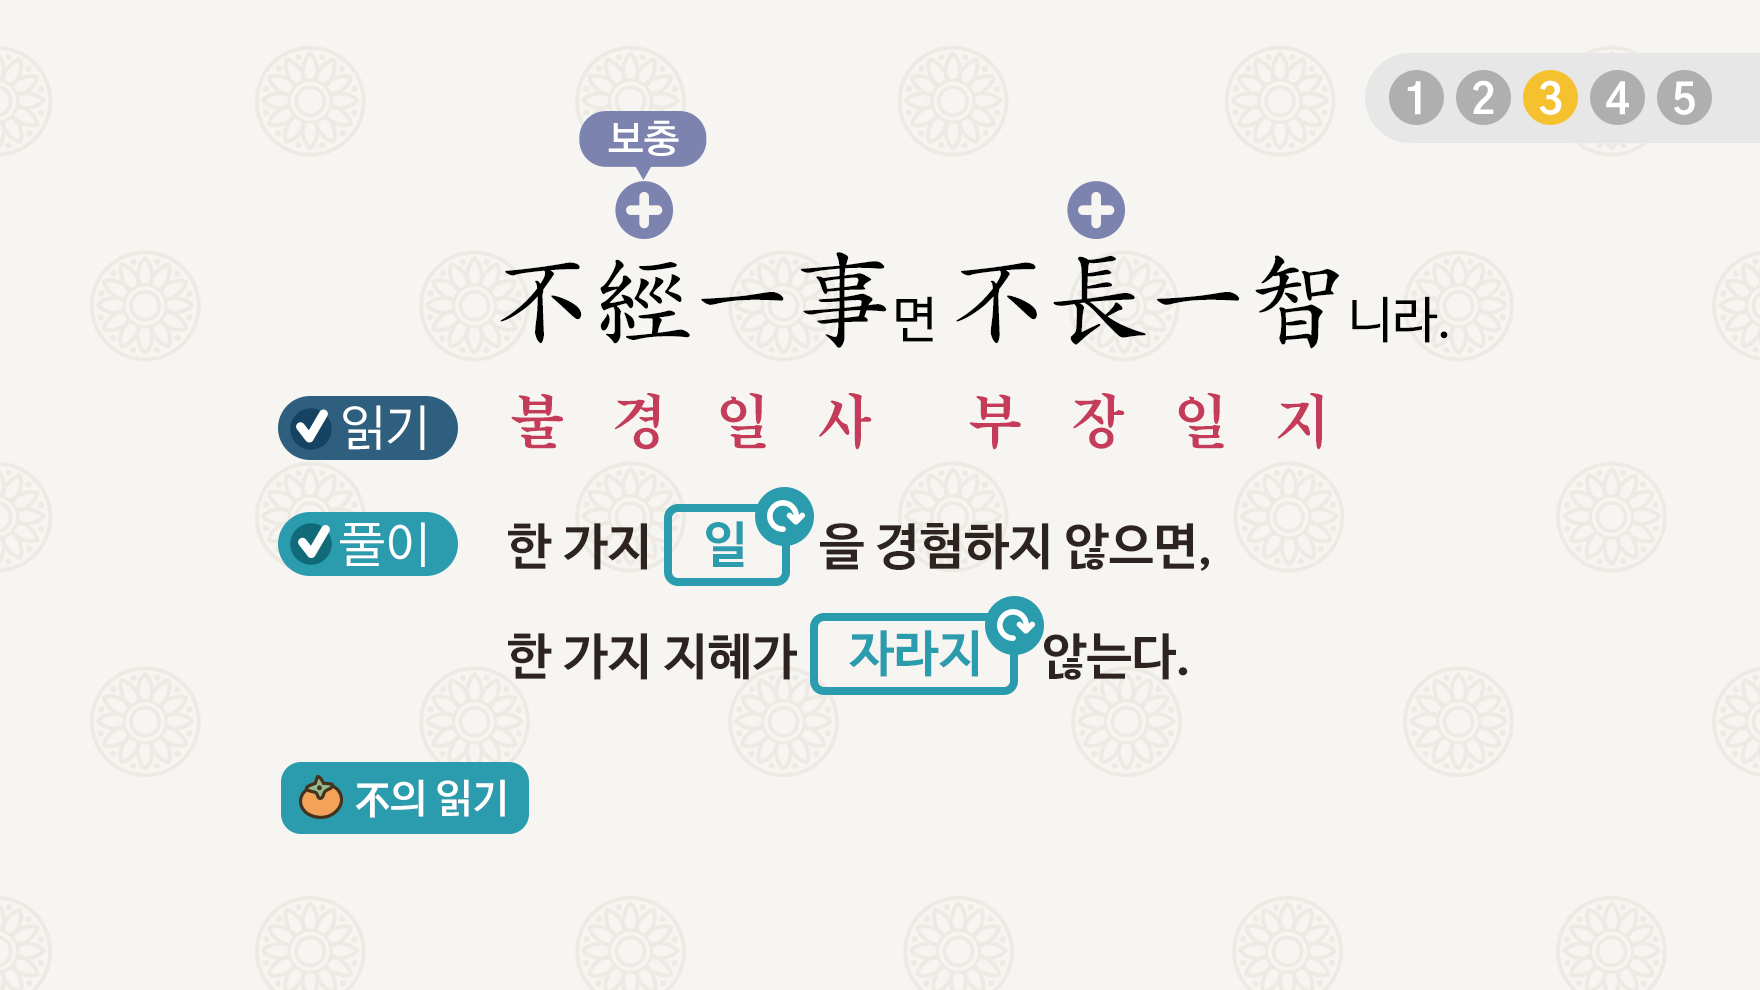 1 2 3 4 5
보충
不經一事면 不長一智니라.
읽기 불 경 일 사 부 장 일 지
풀이 한 가지 일 을 경험하지 않으면,
한 가지 지혜가 자라지 않는다.
不의 읽기